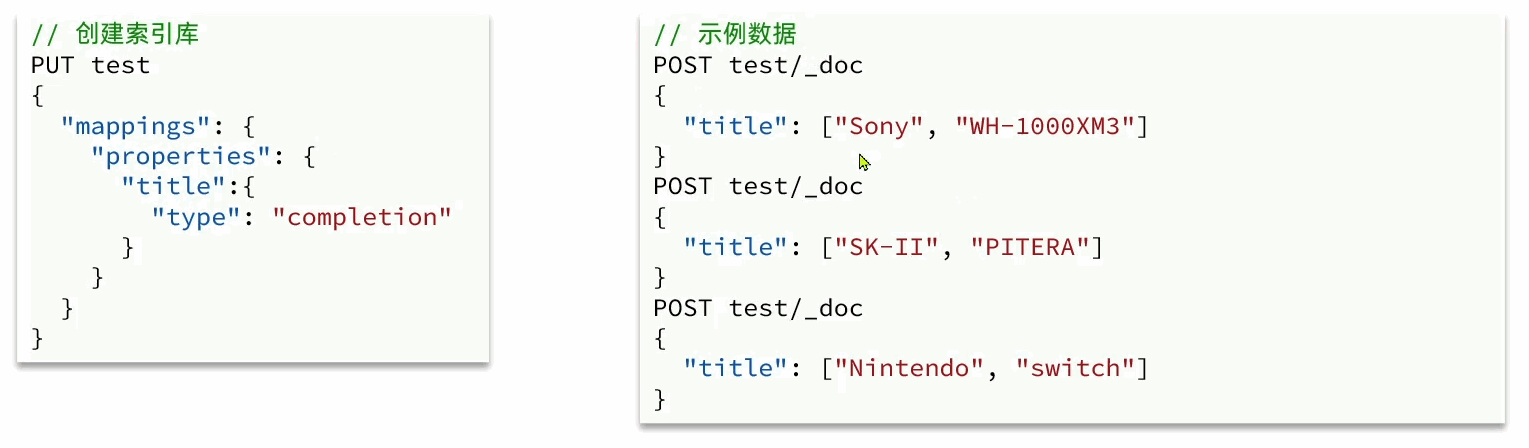 // 创建索引库
PUT test
{
  "mappings": {
    "properties": {
      "title":{
        "type": "completion"
      }
    }
  }
}
// 示例数据
POST test/_doc
{
  "title": ["Sony", "WH-1000XM3"]
}
POST test/_doc
{
  "title": ["SK-II", "PITERA"]
}
POST test/_doc
{
  "title": ["Nintendo", "switch"]
}